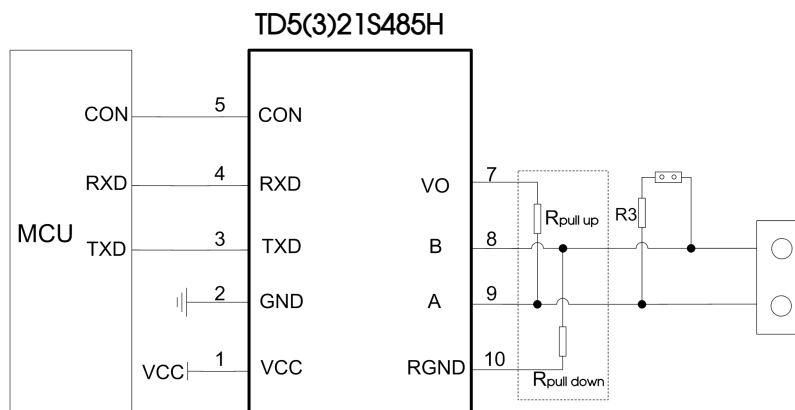 TD5(3)21S485H
CON 5 CON
RXD 4 RXD
7
VO
Rpull up
R3
MCU
TXD 3 TXD
B 8
2 GND
A 9
VCC 1 VCC
RGND 10
Rpull down